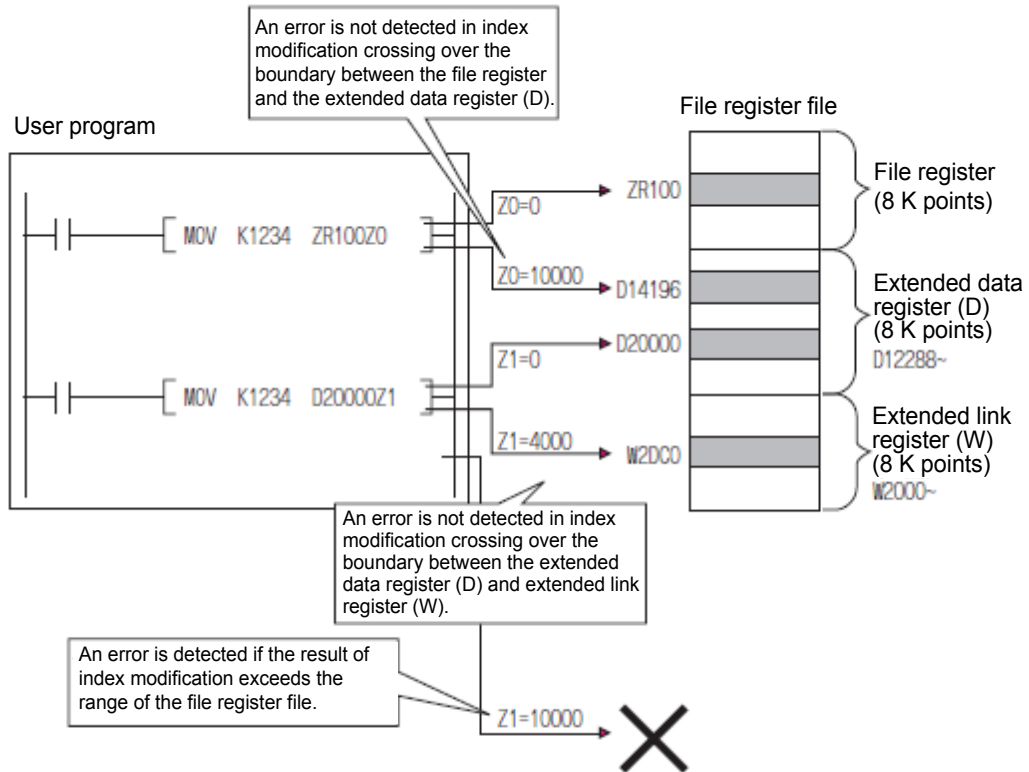 An error is not detected in index
modification crossing over the
boundary between the file register
and the extended data register (D).
User program
File register file
MOV K1234 ZR100Z0
Z0=0
ZR100
File register
(8 K points)
Z0=10000
D14196
Extended data
register (D)
(8 K points)
D12288~
MOV K1234 D20000Z1
Z1=0
D20000
Z1=4000
W2DC0
Extended link
register (W)
(8 K points)
W2000~
An error is not detected in index
modification crossing over the
boundary between the extended
data register (D) and extended link
register (W).
An error is detected if the result of
index modification exceeds the
range of the file register file.
Z1=10000